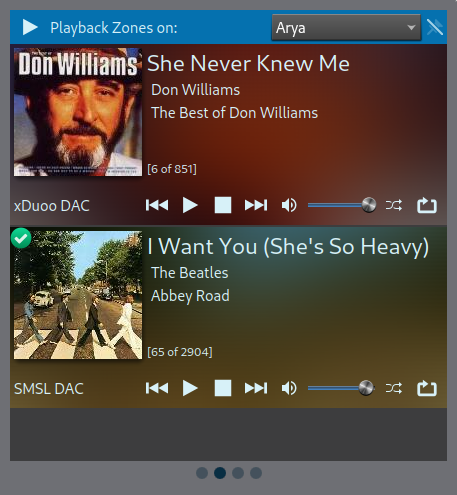 Playback Zones on:
Arya
THE BEST OF
Don Williams
She Never Knew Me
Don Williams
The Best of Don Williams
[6 of 851]
xDuoo DAC
I Want You (She's So Heavy)
The Beatles
Abbey Road
[65 of 2904]
SMSL DAC